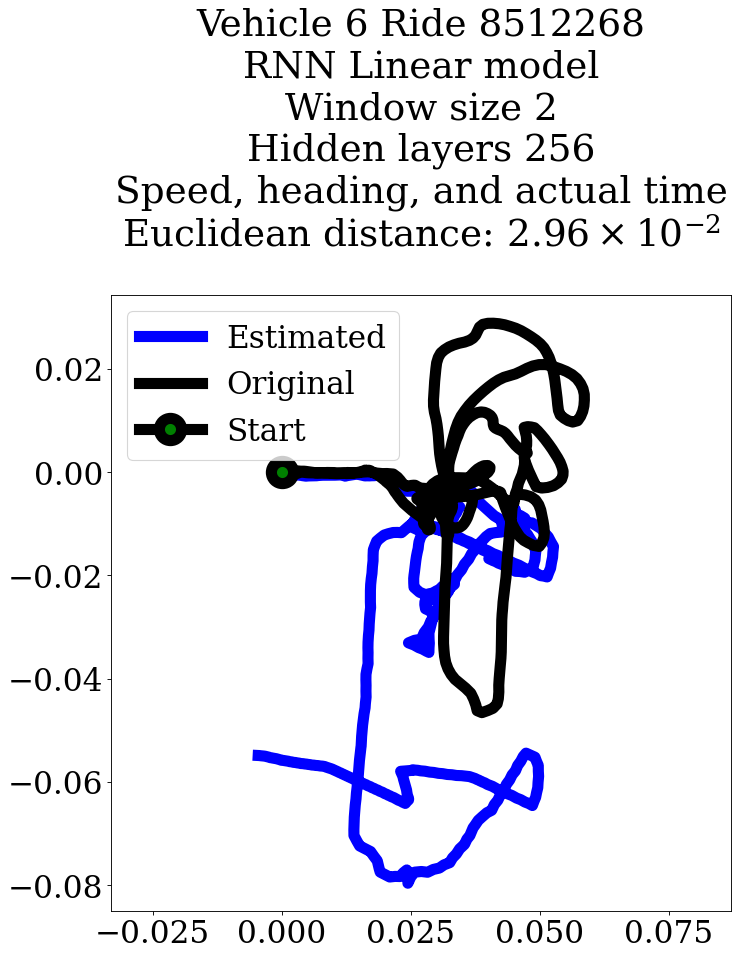 Vehicle 6 Ride 8512268
RNN Linear model
Window size 2
Hidden layers 256
Speed, heading, and actual time
Euclidean distance: 2.96 × 10⁻²
Estimated
Original
Start
0.02
0.00
−0.02
−0.04
−0.06
−0.08
−0.025 0.000 0.025 0.050 0.075